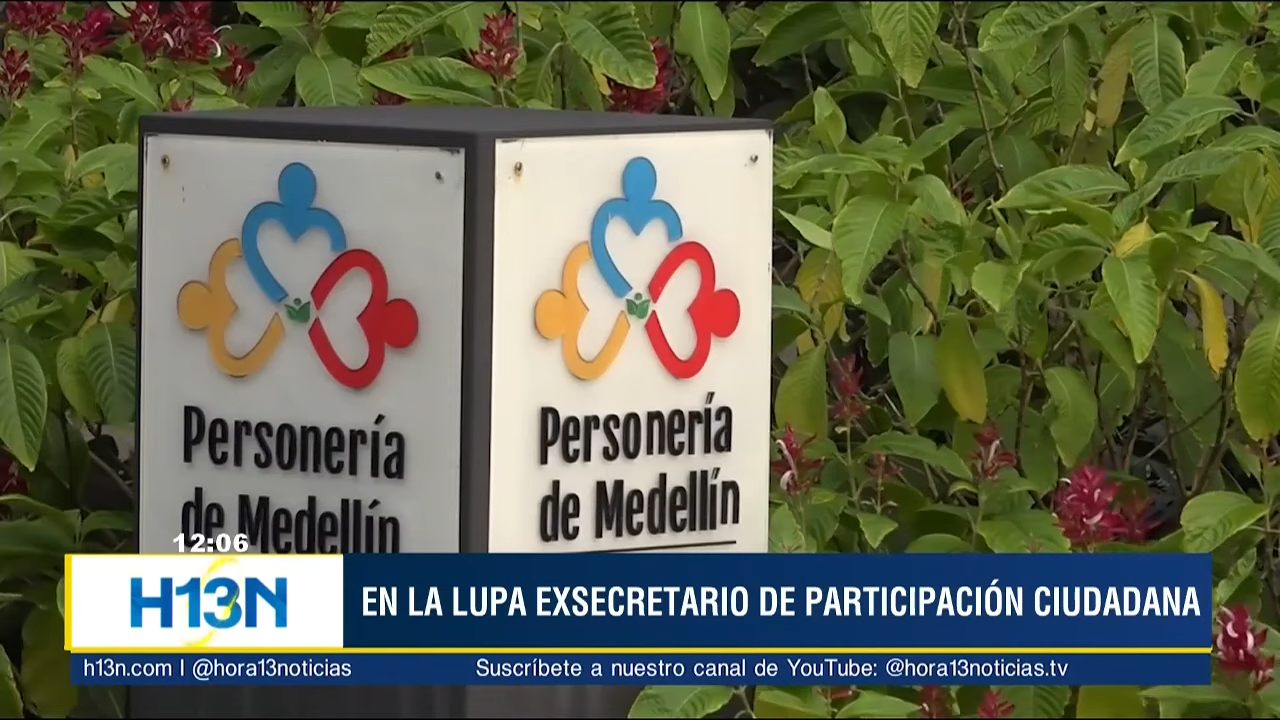 Personería
de Medellín
Personería
de Medellín
12:06
H13N
EN LA LUPA EXSECRETARIO DE PARTICIPACIÓN CIUDADANA
h13n.com | @hora13noticias
Suscríbete a nuestro canal de YouTube: @hora13noticias.tv